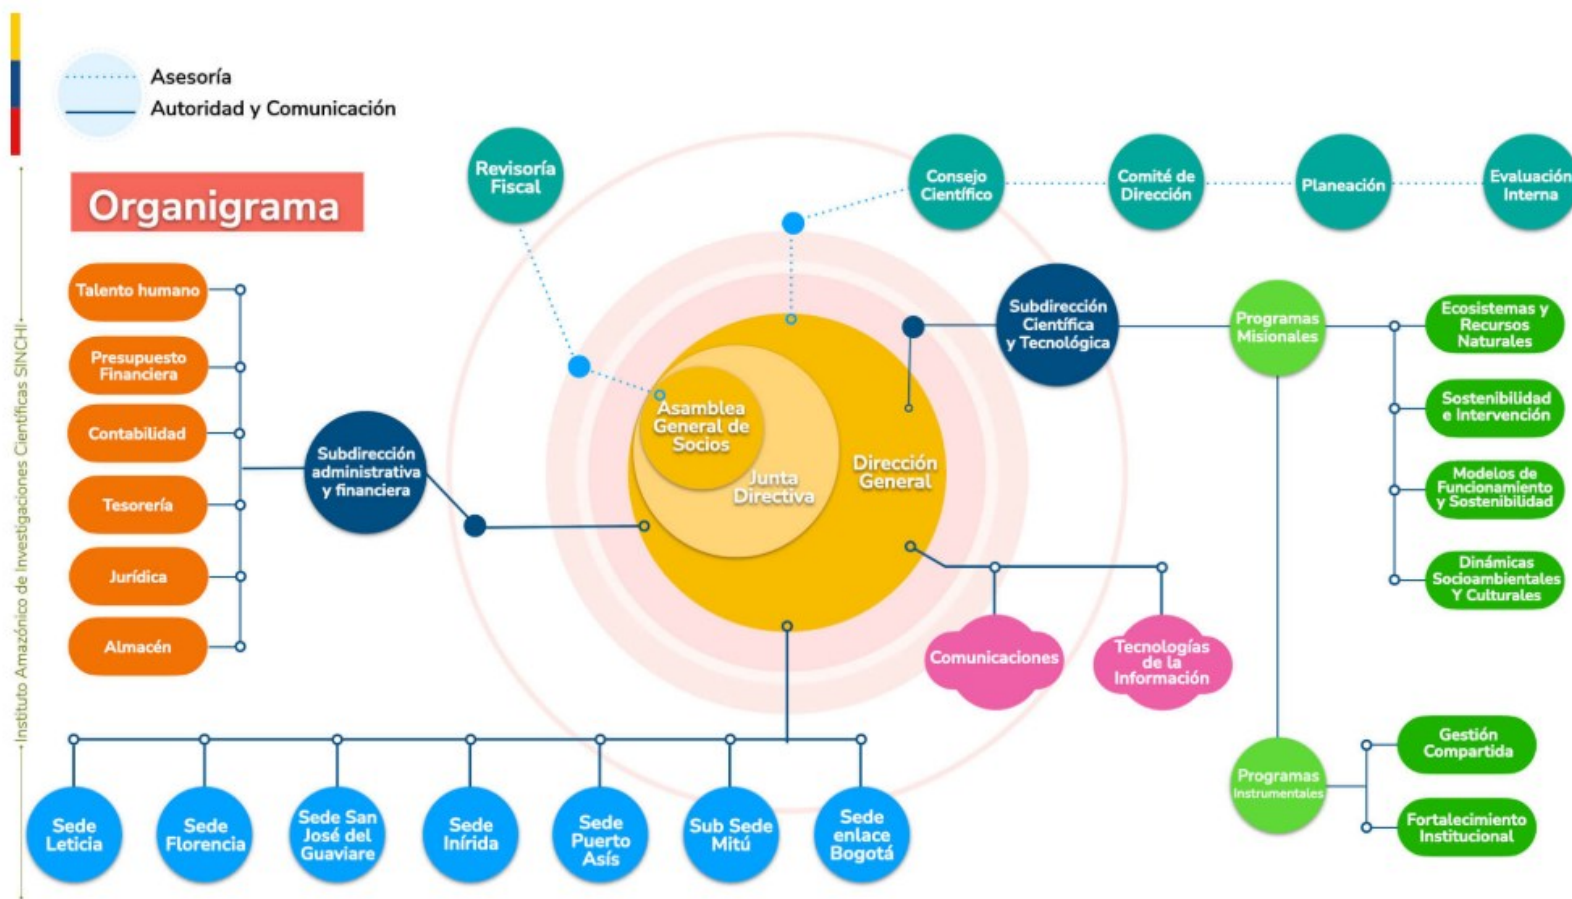 Asesoría
Autoridad y Comunicación
Organigrama
Instituto Amazónico de Investigaciones Científicas SINCHI
Revisoría
Fiscal
Consejo
Científico
Comité de
Dirección
Planeación
Evaluación
Interna
Talento humano
Presupuesto
Financiera
Contabilidad
Tesorería
Jurídica
Almacén
Subdirección
administrativa
y financiera
Asamblea
General de
Socios
Junta
Directiva
Dirección
General
Subdirección
Científica
y Tecnológica
Programas
Misionales
Ecosistemas y
Recursos
Naturales
Sostenibilidad
e Intervención
Modelos de
Funcionamiento
y Sostenibilidad
Dinámicas
Socioambientales
Y Culturales
Comunicaciones
Tecnologías
de la
Información
Programas
Instrumentales
Gestión
Compartida
Fortalecimiento
Institucional
Sede
Leticia
Sede
Florencia
Sede San
José del
Guaviare
Sede
Inírida
Sede
Puerto
Asís
Sub Sede
Mitú
Sede
enlace
Bogotá